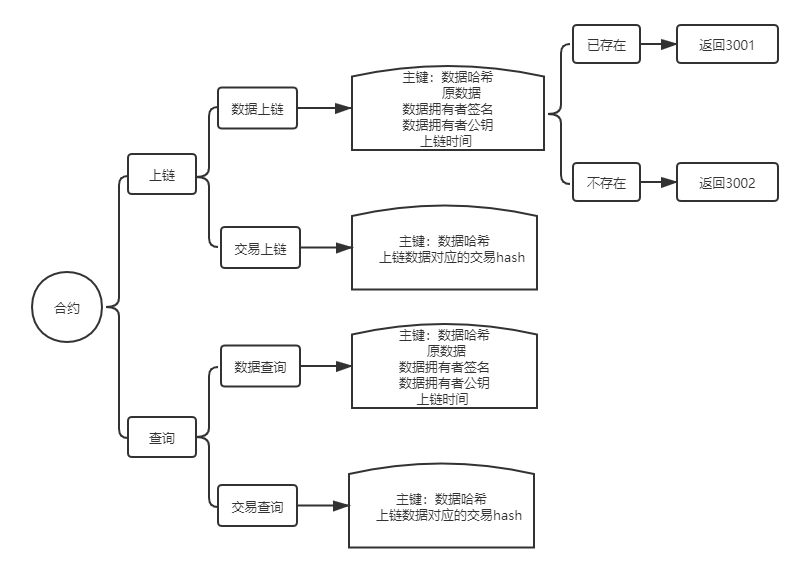 合约
上链
数据上链
主键：数据哈希
原数据
数据拥有者签名
数据拥有者公钥
上链时间
已存在
返回3001
不存在
返回3002
交易上链
主键：数据哈希
上链数据对应的交易hash
查询
数据查询
主键：数据哈希
原数据
数据拥有者签名
数据拥有者公钥
上链时间
交易查询
主键：数据哈希
上链数据对应的交易hash